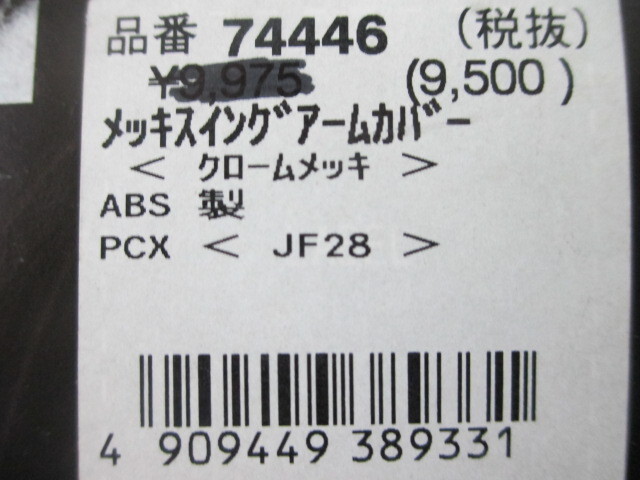 品番 74446 (税抜)
¥9,975 (9,500)
メッキスイングアームカバー
< クロームメッキ >
ABS 製
PCX < JF28 >
4 909449 389331